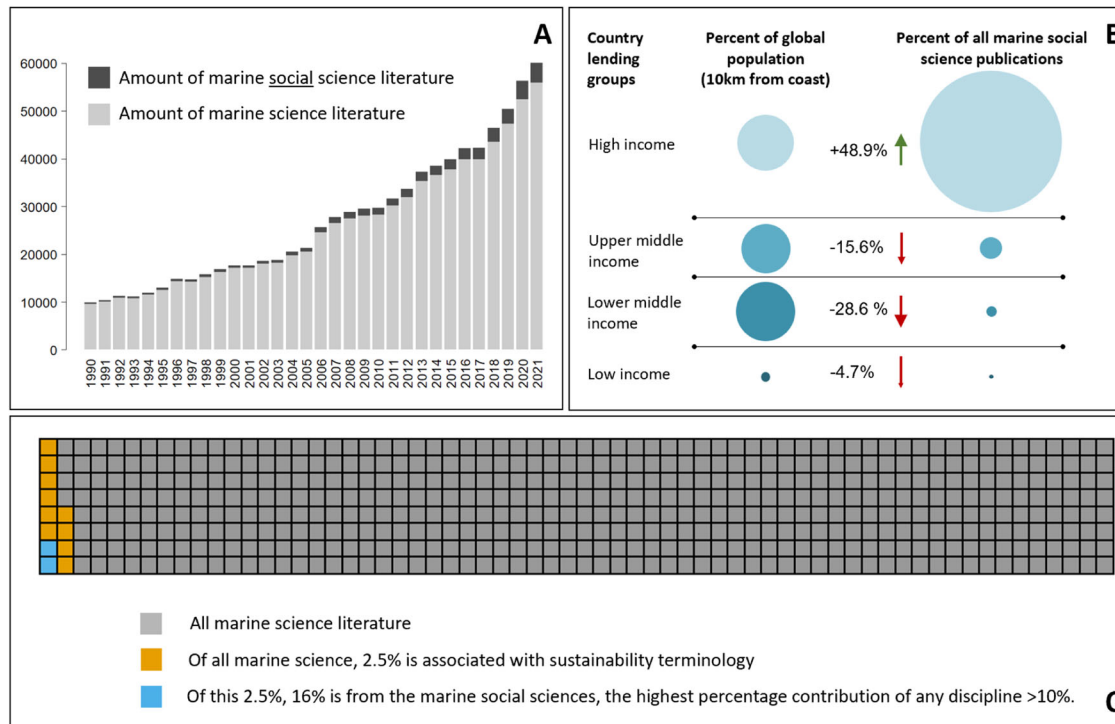 A
60000
50000
40000
30000
20000
10000
0
Amount of marine social science literature
Amount of marine science literature
1990 1991 1992 1993 1994 1995 1996 1997 1998 1999 2000 2001 2002 2003 2004 2005 2006 2007 2008 2009 2010 2011 2012 2013 2014 2015 2016 2017 2018 2019 2020 2021
B
Country
lending
groups
Percent of global
population
(10km from coast)
Percent of all marine social
science publications
High income
+48.9%
Upper middle
income
-15.6%
Lower middle
income
-28.6 %
Low income
-4.7%
All marine science literature
Of all marine science, 2.5% is associated with sustainability terminology
Of this 2.5%, 16% is from the marine social sciences, the highest percentage contribution of any discipline >10%.
C